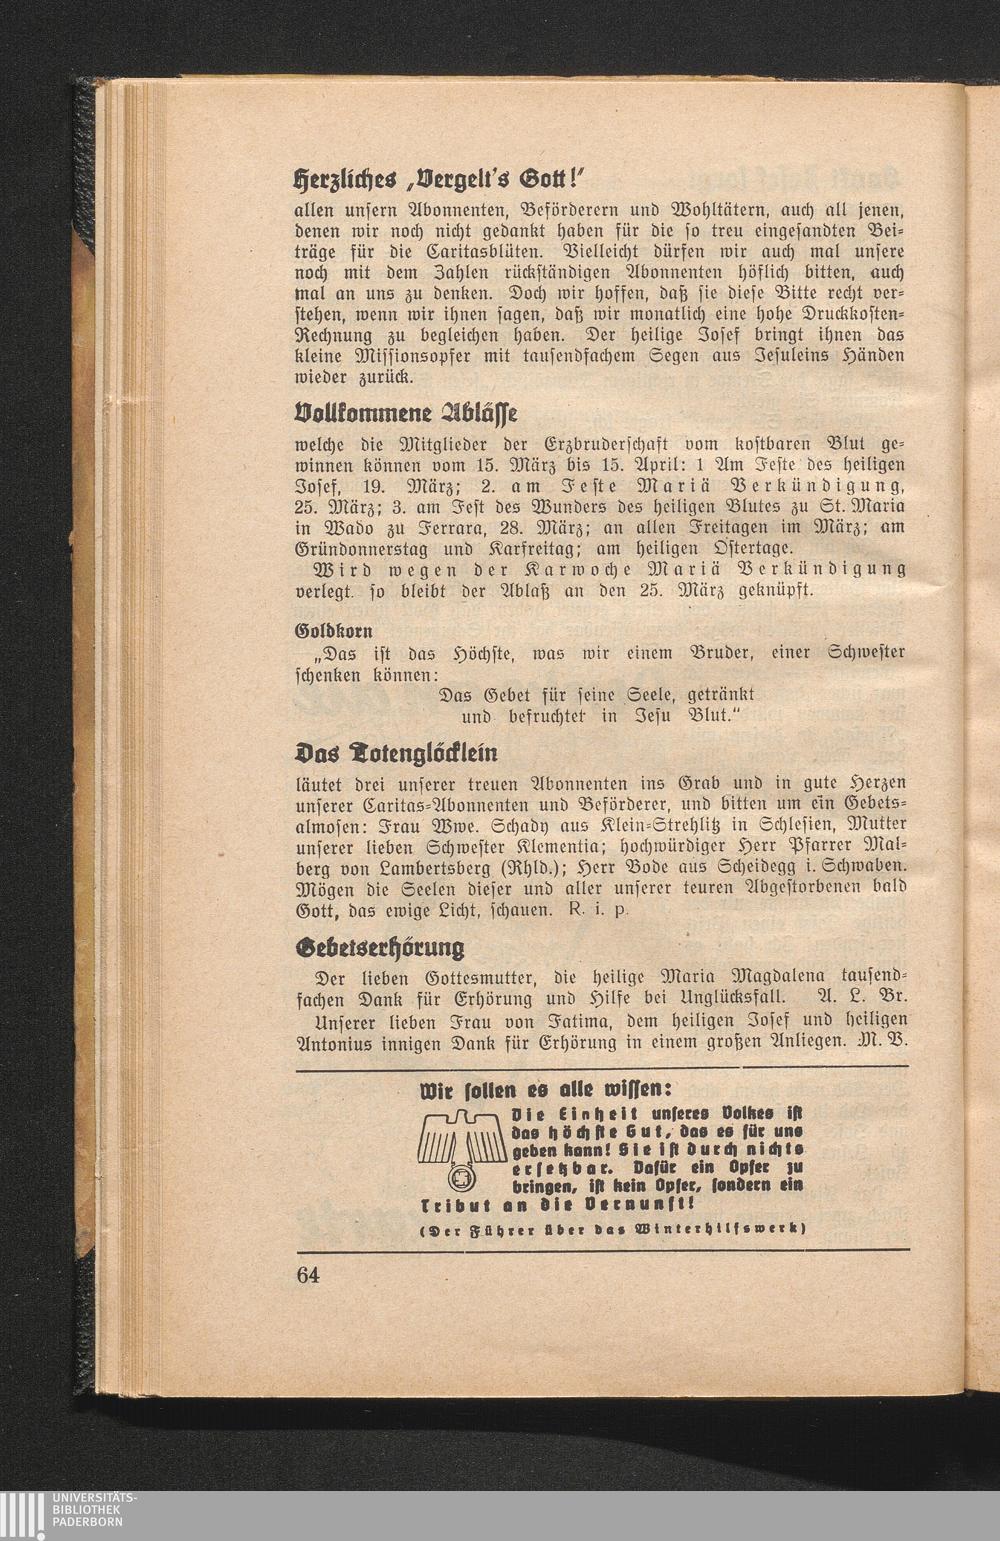 Herzliches „Vergelt's Gott!"
allen unsern Abonnenten, Beförderern und Wohltätern, auch all jenen,
denen wir noch nicht gedankt haben für die so treu eingesandten Bei-
träge für die Caritasblüten. Vielleicht dürfen wir auch mal unsere
noch mit dem Zahlen rückständigen Abonnenten höflich bitten, auch
mal an uns zu denken. Doch wir hoffen, daß sie diese Bitte recht ver-
stehen, wenn wir ihnen sagen, daß wir monatlich eine hohe Druckkosten-
Rechnung zu begleichen haben. Der heilige Josef bringt ihnen das
kleine Missionsopfer mit tausendfachem Segen aus Jesuleins Händen
wieder zurück.
Vollkommene Ablässe
welche die Mitglieder der Erzbruderschaft vom kostbaren Blut ge-
winnen können vom 15. März bis 15. April: 1 Am Feste des heiligen
Josef, 19. März; 2. am Feste Mariä Verkündigung,
25. März; 3. am Fest des Wunders des heiligen Blutes zu St. Maria
in Wado zu Ferrara, 28. März; an allen Freitagen im März; am
Gründonnerstag und Karfreitag; am heiligen Ostertage.
Wird wegen der Karwoche Mariä Verkündigung
verlegt. so bleibt der Ablaß an den 25. März geknüpft.
Goldkorn
„Das ist das Höchste, was wir einem Bruder, einer Schwester
schenken können:
Das Gebet für seine Seele, getränkt
und befruchtet in Jesu Blut."
Das Totenglöcklein
läutet drei unserer treuen Abonnenten ins Grab und in gute Herzen
unserer Caritas-Abonnenten und Beförderer, und bitten um ein Gebets-
almosen: Frau Wwe. Schady aus Klein-Strehlitz in Schlesien, Mutter
unserer lieben Schwester Klementia; hochwürdiger Herr Pfarrer Mal-
berg von Lambertsberg (Rhld.); Herr Bode aus Scheidegg i. Schwaben.
Mögen die Seelen dieser und aller unserer teuren Abgestorbenen bald
Gott, das ewige Licht, schauen. R. i. p.
Gebetserhörung
Der lieben Gottesmutter, die heilige Maria Magdalena tausend-
fachen Dank für Erhörung und Hilfe bei Unglücksfall. A. L. Br.
Unserer lieben Frau von Fatima, dem heiligen Josef und heiligen
Antonius innigen Dank für Erhörung in einem großen Anliegen. M. B.
Wir sollen es alle wissen:
Die Einheit unseres Volkes ist
das höchste Gut, das es für uns
geben kann! Sie ist durch nichts
ersetzbar. Dafür ein Opfer zu
bringen, ist kein Opfer, sondern ein
Tribut an die Vernunft!
(Der Führer über das Winterhilfswerk)
64
UNIVERSITÄTS-
BIBLIOTHEK
PADERBORN